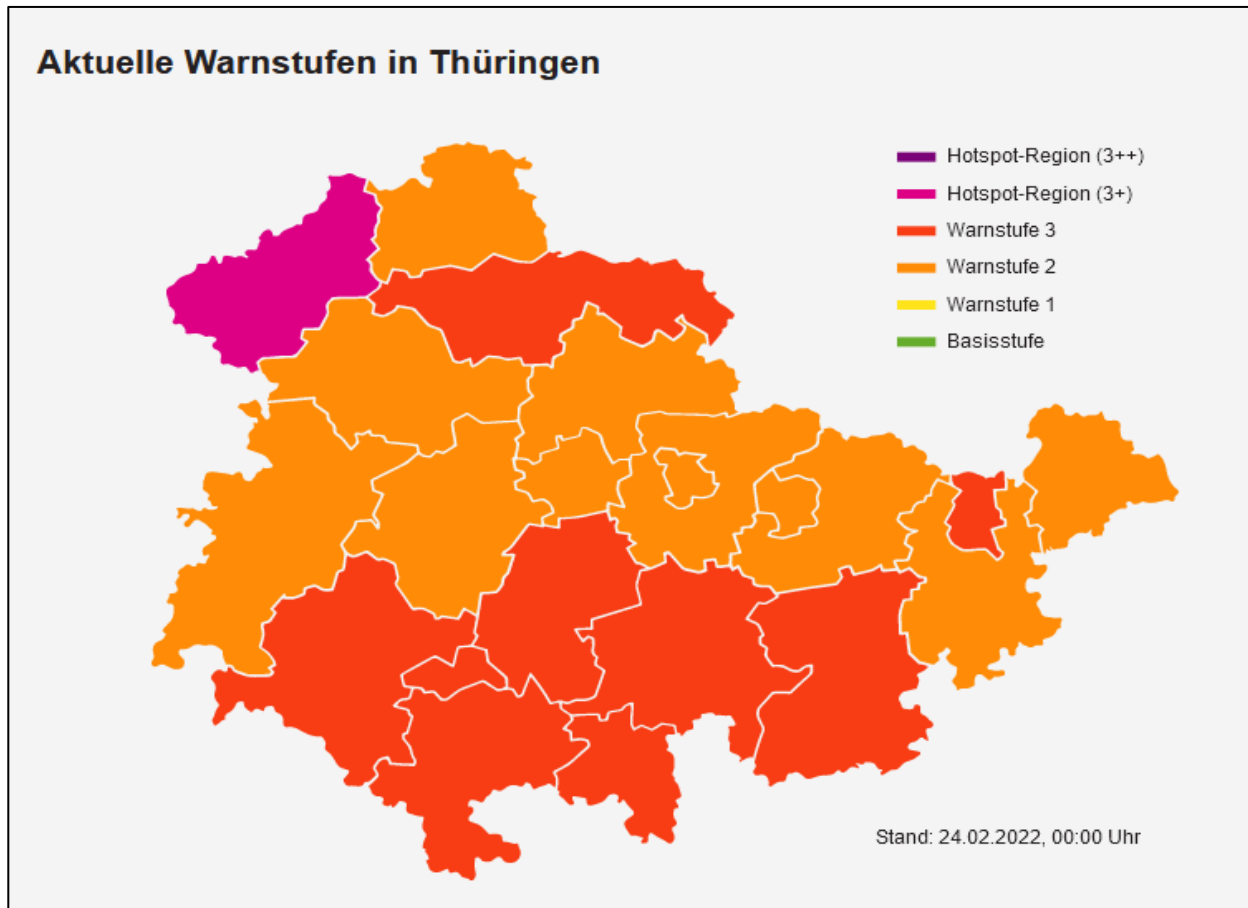 Aktuelle Warnstufen in Thüringen
Hotspot-Region (3++)
Hotspot-Region (3+)
Warnstufe 3
Warnstufe 2
Warnstufe 1
Basisstufe
Stand: 24.02.2022, 00:00 Uhr